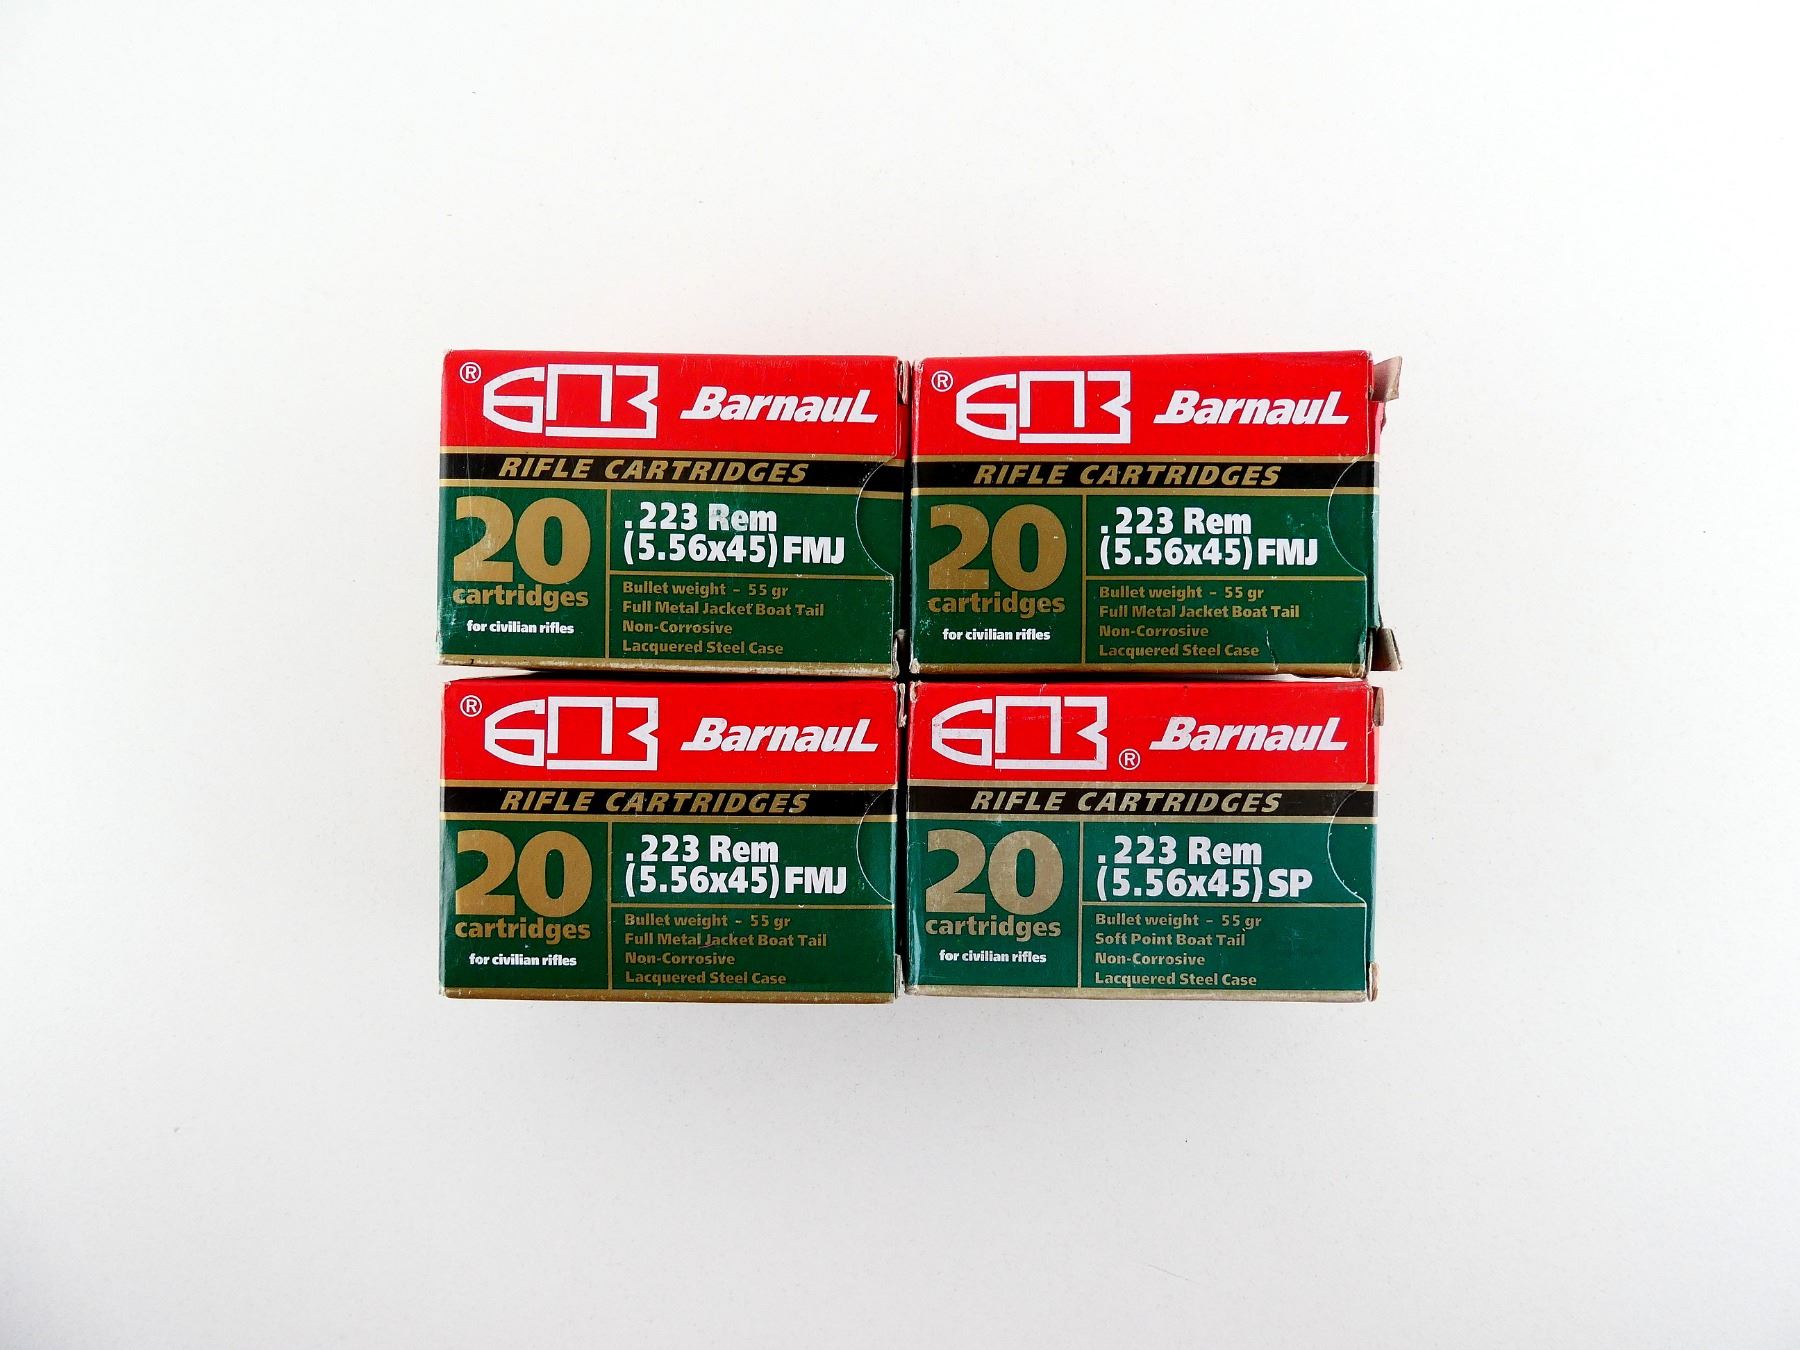 ® БПЗ Barnaul
RIFLE CARTRIDGES
20
cartridges
for civilian rifles
.223 Rem
(5.56x45) FMJ
Bullet weight - 55 gr
Full Metal Jacket Boat Tail
Non-Corrosive
Lacquered Steel Case
® БПЗ Barnaul
RIFLE CARTRIDGES
20
cartridges
for civilian rifles
.223 Rem
(5.56x45) FMJ
Bullet weight - 55 gr
Full Metal Jacket Boat Tail
Non-Corrosive
Lacquered Steel Case
® БПЗ Barnaul
RIFLE CARTRIDGES
20
cartridges
for civilian rifles
.223 Rem
(5.56x45) FMJ
Bullet weight - 55 gr
Full Metal Jacket Boat Tail
Non-Corrosive
Lacquered Steel Case
БПЗ ® Barnaul
RIFLE CARTRIDGES
20
cartridges
for civilian rifles
.223 Rem
(5.56x45) SP
Bullet weight - 55 gr
Soft Point Boat Tail
Non-Corrosive
Lacquered Steel Case